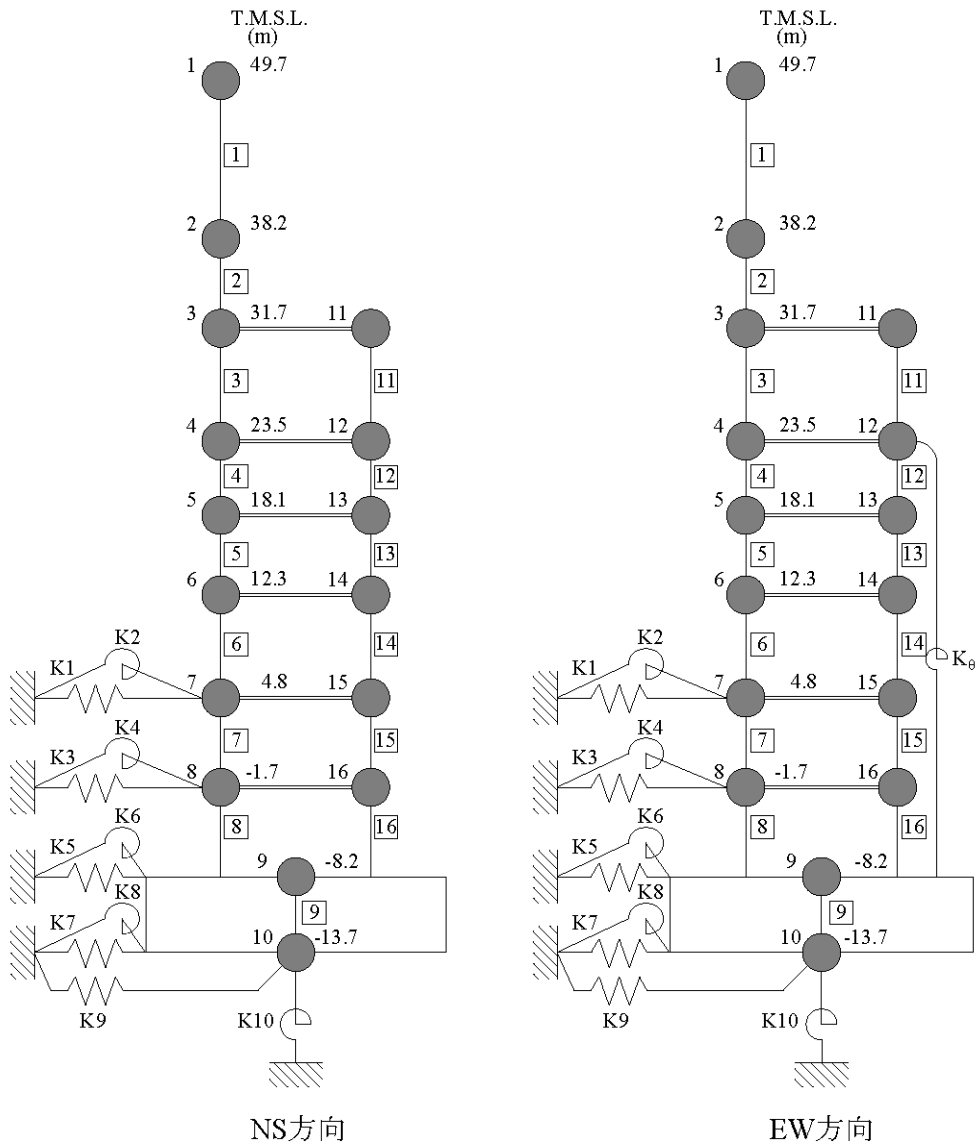 T.M.S.L.
(m)
1 49.7
1
2 38.2
2
3 31.7 11
3 11
4 23.5 12
4 12
5 18.1 13
5 13
6 12.3 14
6 14
K1 K2
7 4.8 15
7 15
K3 K4
8 -1.7 16
8 16
K5 K6
9 -8.2
K7 K8
9
10 -13.7
K9
K10
NS方向
T.M.S.L.
(m)
1 49.7
1
2 38.2
2
3 31.7 11
3 11
4 23.5 12
4 12
5 18.1 13
5 13
6 12.3 14
6 14 Kθ
K1 K2
7 4.8 15
7 15
K3 K4
8 -1.7 16
8 16
K5 K6
9 -8.2
K7 K8
9
10 -13.7
K9
K10
EW方向